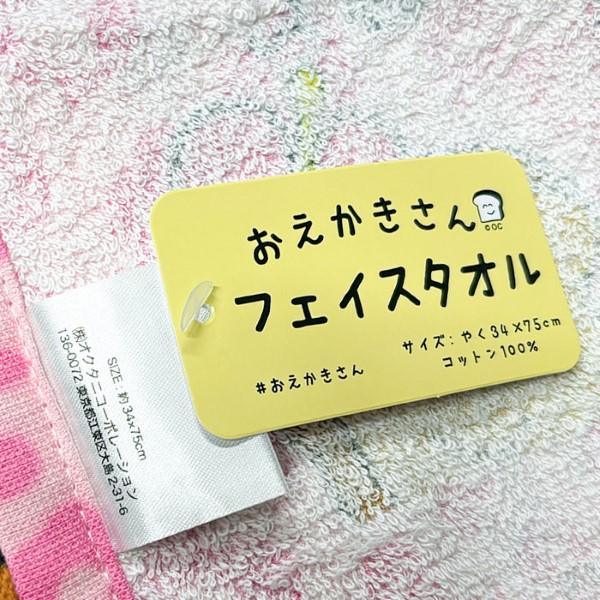 おえかきさん
©OC
フェイスタオル
サイズ：やく34×75cm
コットン100%
#おえかきさん
SIZE：約 34x75cm
㈱オクタニコーポレーション
136-0072 東京都江東区大島 2-31-6